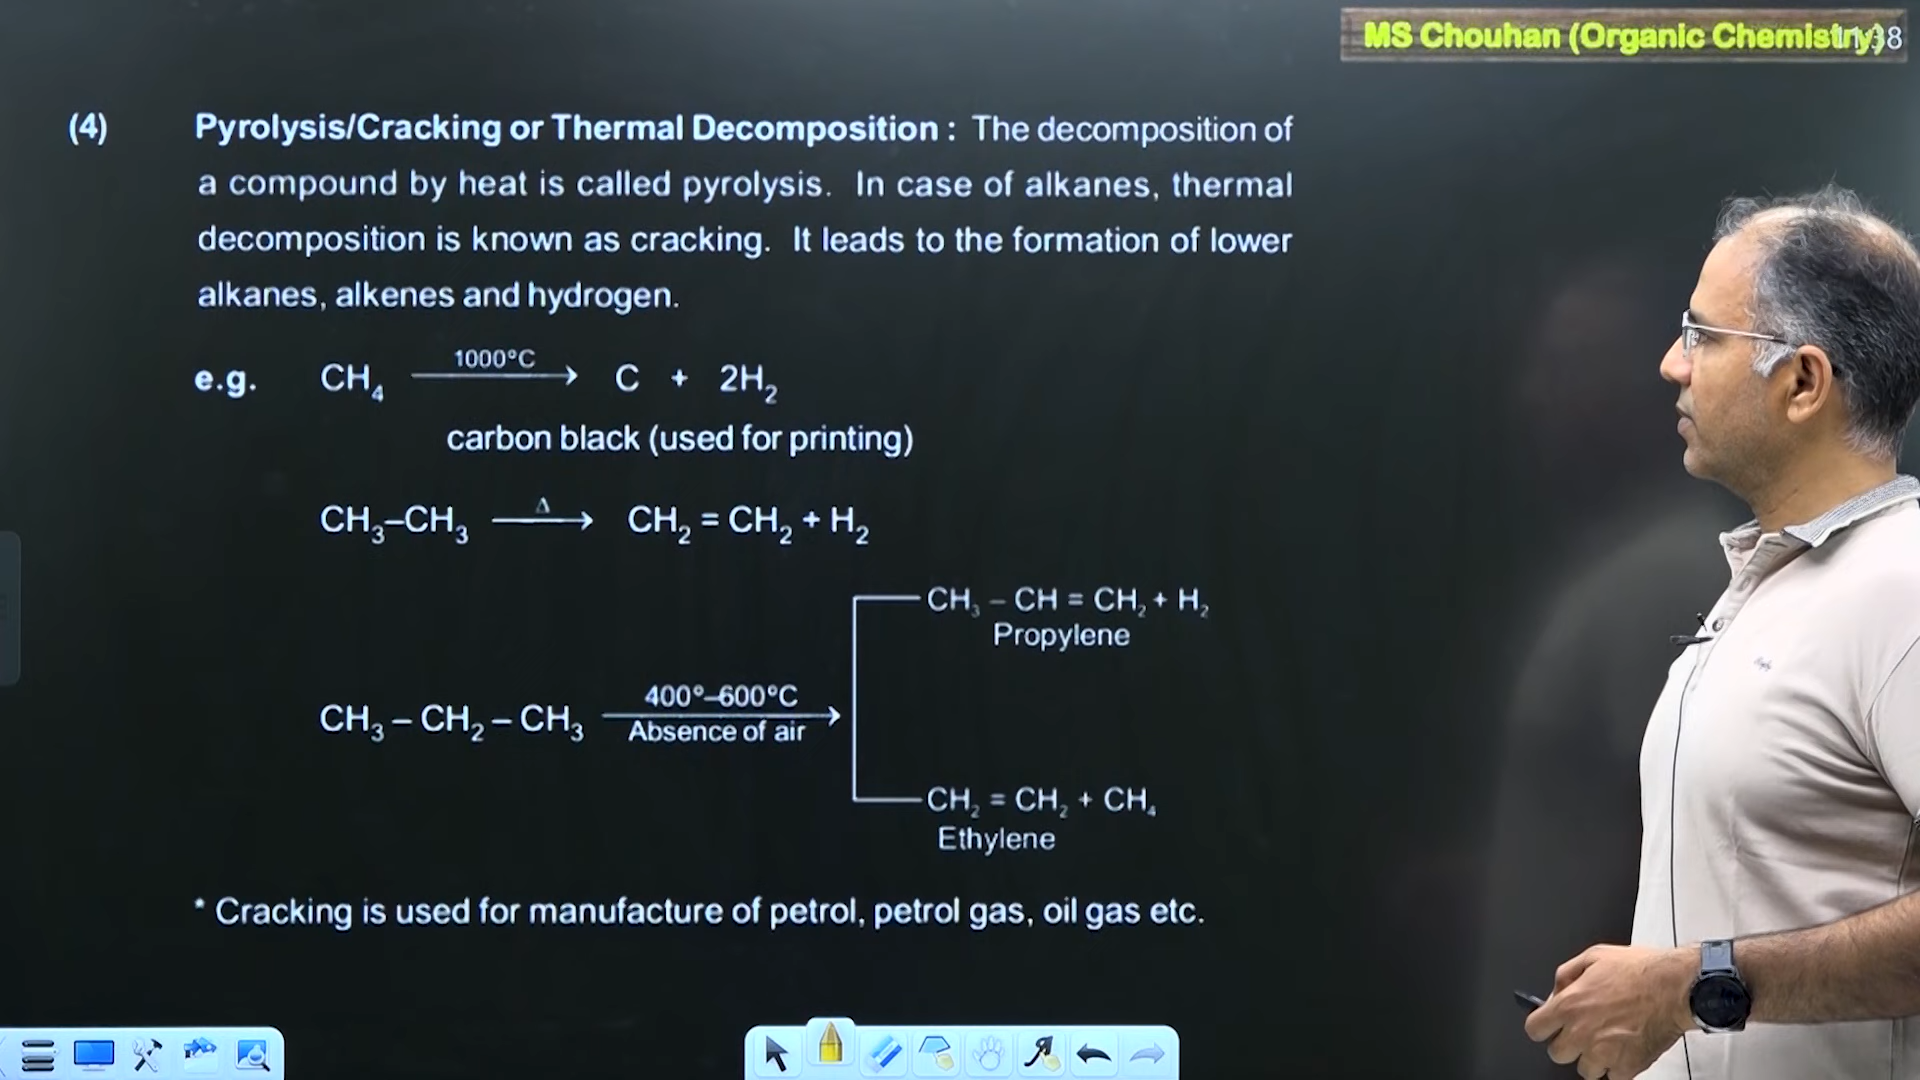 MS Chouhan (Organic Chemistry)
(4) Pyrolysis/Cracking or Thermal Decomposition : The decomposition of
a compound by heat is called pyrolysis. In case of alkanes, thermal
decomposition is known as cracking. It leads to the formation of lower
alkanes, alkenes and hydrogen.
1000°C
e.g. CH₄ ⟶ C + 2H₂
carbon black (used for printing)
Δ
CH₃–CH₃ ⟶ CH₂ = CH₂ + H₂
CH₃ – CH = CH₂ + H₂
Propylene
400°–600°C
CH₃ – CH₂ – CH₃ ⟶
Absence of air
CH₂ = CH₂ + CH₄
Ethylene
* Cracking is used for manufacture of petrol, petrol gas, oil gas etc.